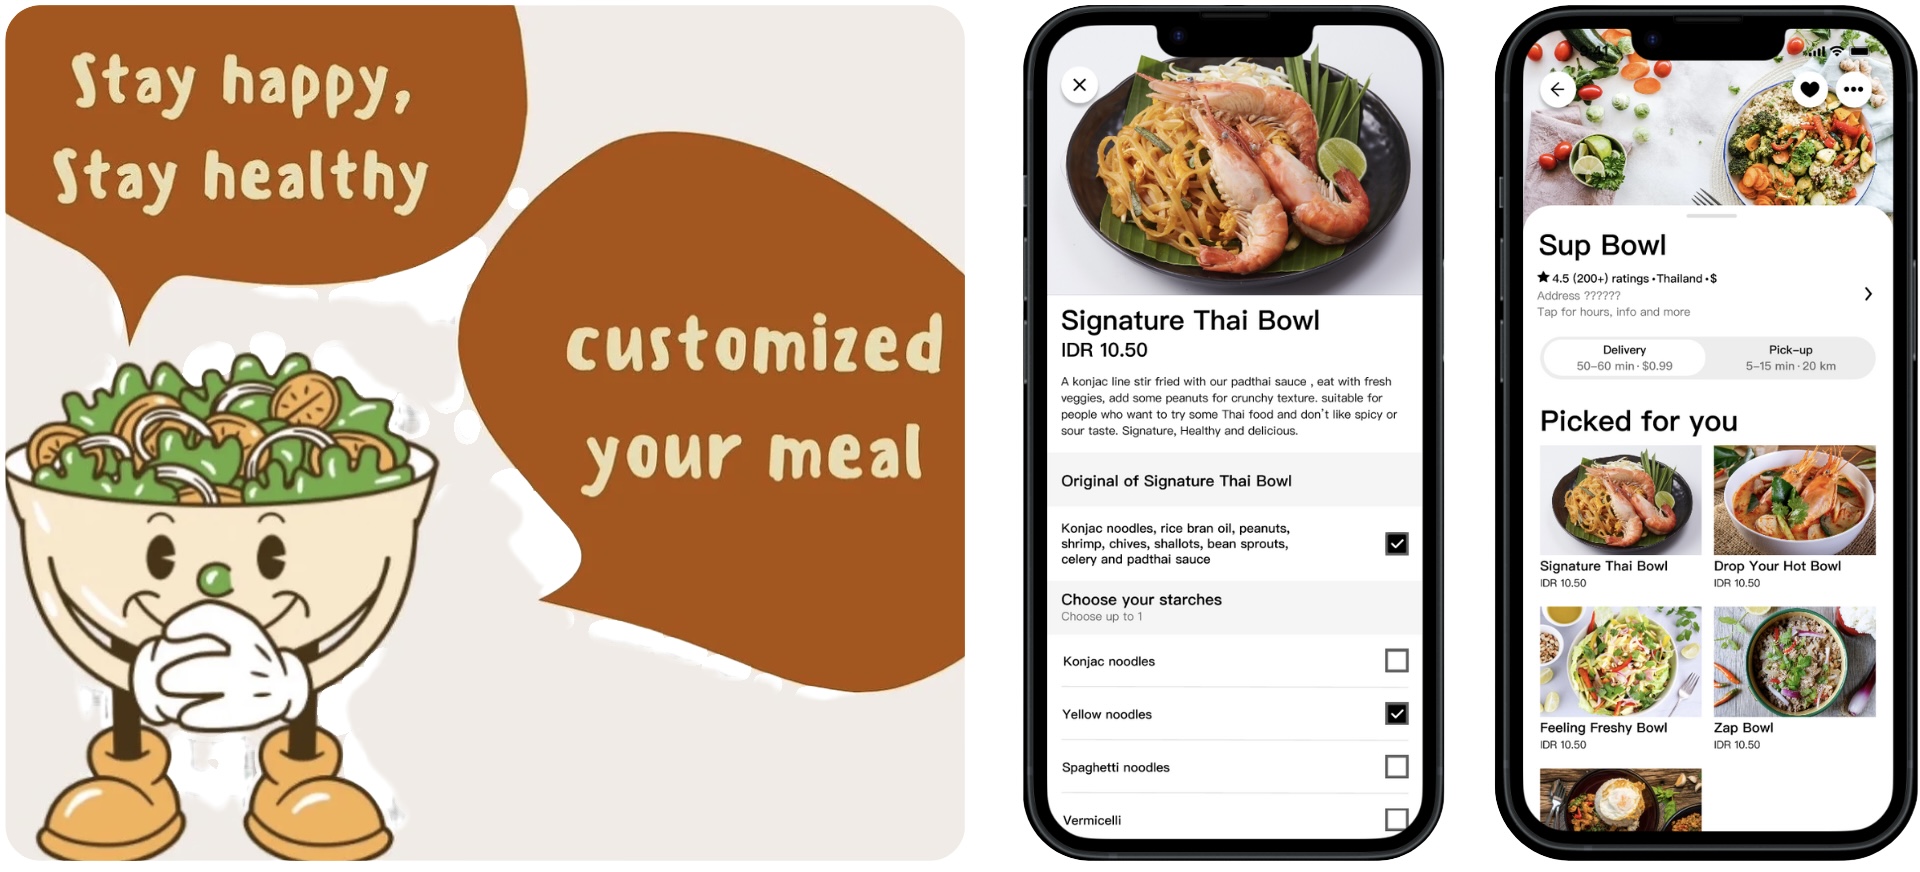 Stay happy,
Stay healthy
customized
your meal
Signature Thai Bowl
IDR 10.50
A konjac line stir fried with our padthai sauce , eat with fresh
veggies, add some peanuts for crunchy texture. suitable for
people who want to try some Thai food and don't like spicy or
sour taste. Signature, Healthy and delicious.
Original of Signature Thai Bowl
Konjac noodles, rice bran oil, peanuts,
shrimp, chives, shallots, bean sprouts,
celery and padthai sauce
Choose your starches
Choose up to 1
Konjac noodles
Yellow noodles
Spaghetti noodles
Vermicelli
Sup Bowl
4.5 (200+) ratings •Thailand •$
Address ??????
Tap for hours, info and more
Delivery
50–60 min · $0.99
Pick–up
5–15 min · 20 km
Picked for you
Signature Thai Bowl
IDR 10.50
Drop Your Hot Bowl
IDR 10.50
Feeling Freshy Bowl
IDR 10.50
Zap Bowl
IDR 10.50